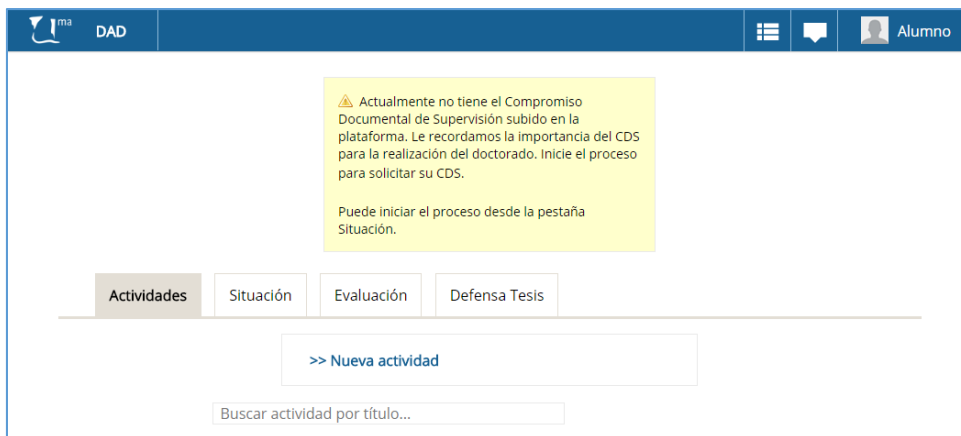 uma DAD Alumno
Actualmente no tiene el Compromiso
Documental de Supervisión subido en la
plataforma. Le recordamos la importancia del CDS
para la realización del doctorado. Inicie el proceso
para solicitar su CDS.
Puede iniciar el proceso desde la pestaña
Situación.
Actividades Situación Evaluación Defensa Tesis
>> Nueva actividad
Buscar actividad por título...